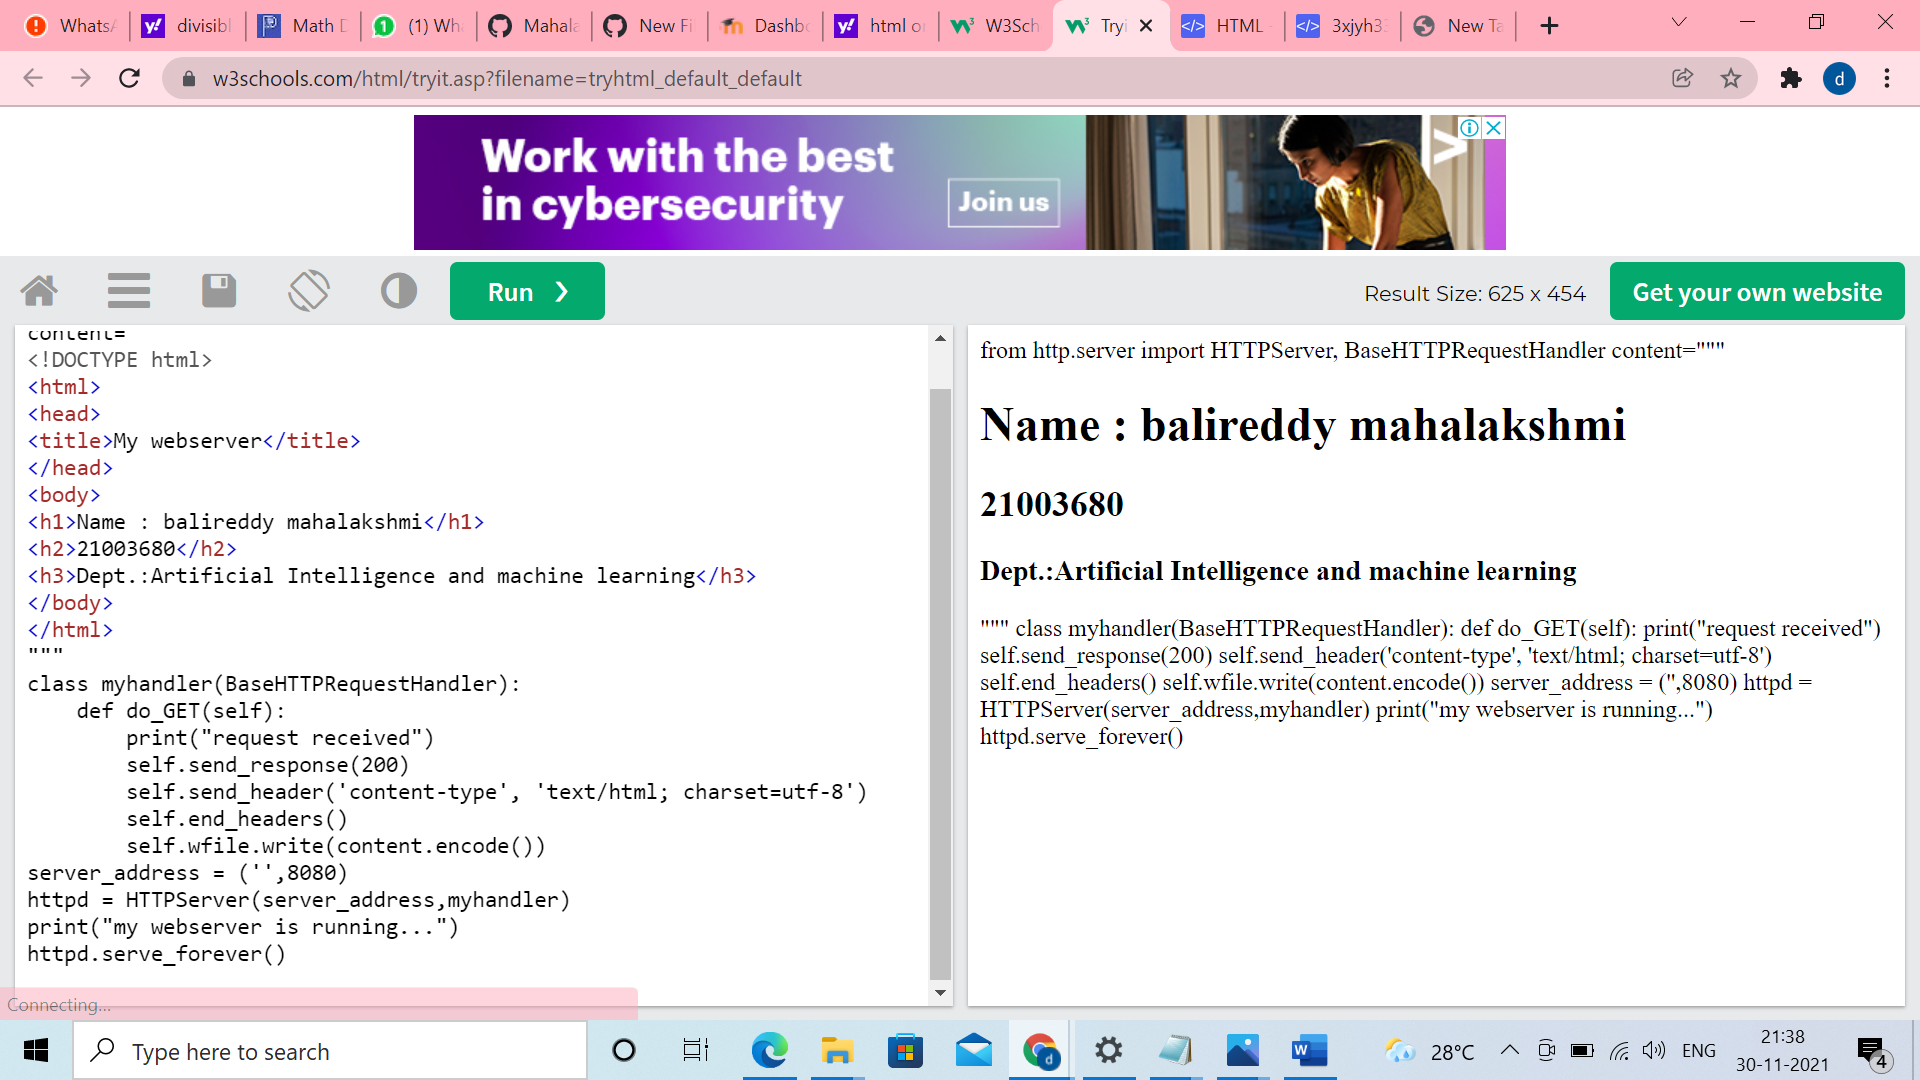 WhatsA
divisibl
Math D
(1) Wha
Mahala
New Fi
Dashbo
html or
W3Sch
Tryi
HTML
3xjyh33
New Ta
w3schools.com/html/tryit.asp?filename=tryhtml_default_default
d
Work with the best
in cybersecurity
Join us
Run ❯
Result Size: 625 x 454
Get your own website
content="""
<!DOCTYPE html>
<html>
<head>
<title>My webserver</title>
</head>
<body>
<h1>Name : balireddy mahalakshmi</h1>
<h2>21003680</h2>
<h3>Dept.:Artificial Intelligence and machine learning</h3>
</body>
</html>
"""
class myhandler(BaseHTTPRequestHandler):
    def do_GET(self):
        print("request received")
        self.send_response(200)
        self.send_header('content-type', 'text/html; charset=utf-8')
        self.end_headers()
        self.wfile.write(content.encode())
server_address = ('',8080)
httpd = HTTPServer(server_address,myhandler)
print("my webserver is running...")
httpd.serve_forever()
from http.server import HTTPServer, BaseHTTPRequestHandler content="""
Name : balireddy mahalakshmi
21003680
Dept.:Artificial Intelligence and machine learning
""" class myhandler(BaseHTTPRequestHandler): def do_GET(self): print("request received")
self.send_response(200) self.send_header('content-type', 'text/html; charset=utf-8')
self.end_headers() self.wfile.write(content.encode()) server_address = ('',8080) httpd =
HTTPServer(server_address,myhandler) print("my webserver is running...")
httpd.serve_forever()
Connecting...
Type here to search
28°C
ENG
21:38
30-11-2021
4